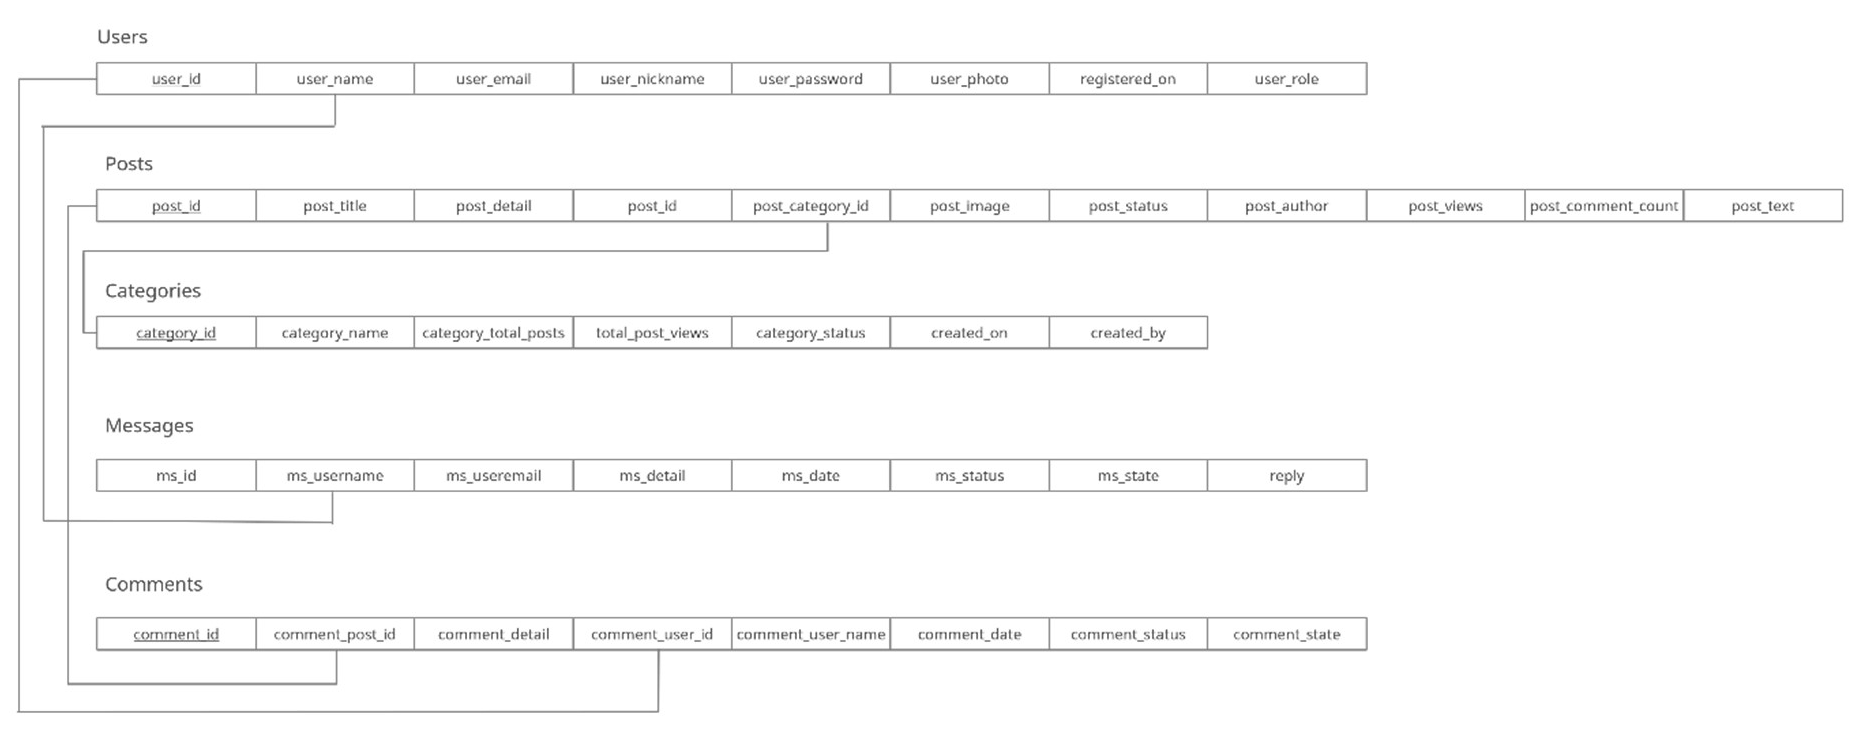 Users
user_id user_name user_email user_nickname user_password user_photo registered_on user_role
Posts
post_id post_title post_detail post_id post_category_id post_image post_status post_author post_views post_comment_count post_text
Categories
category_id category_name category_total_posts total_post_views category_status created_on created_by
Messages
ms_id ms_username ms_useremail ms_detail ms_date ms_status ms_state reply
Comments
comment_id comment_post_id comment_detail comment_user_id comment_user_name comment_date comment_status comment_state